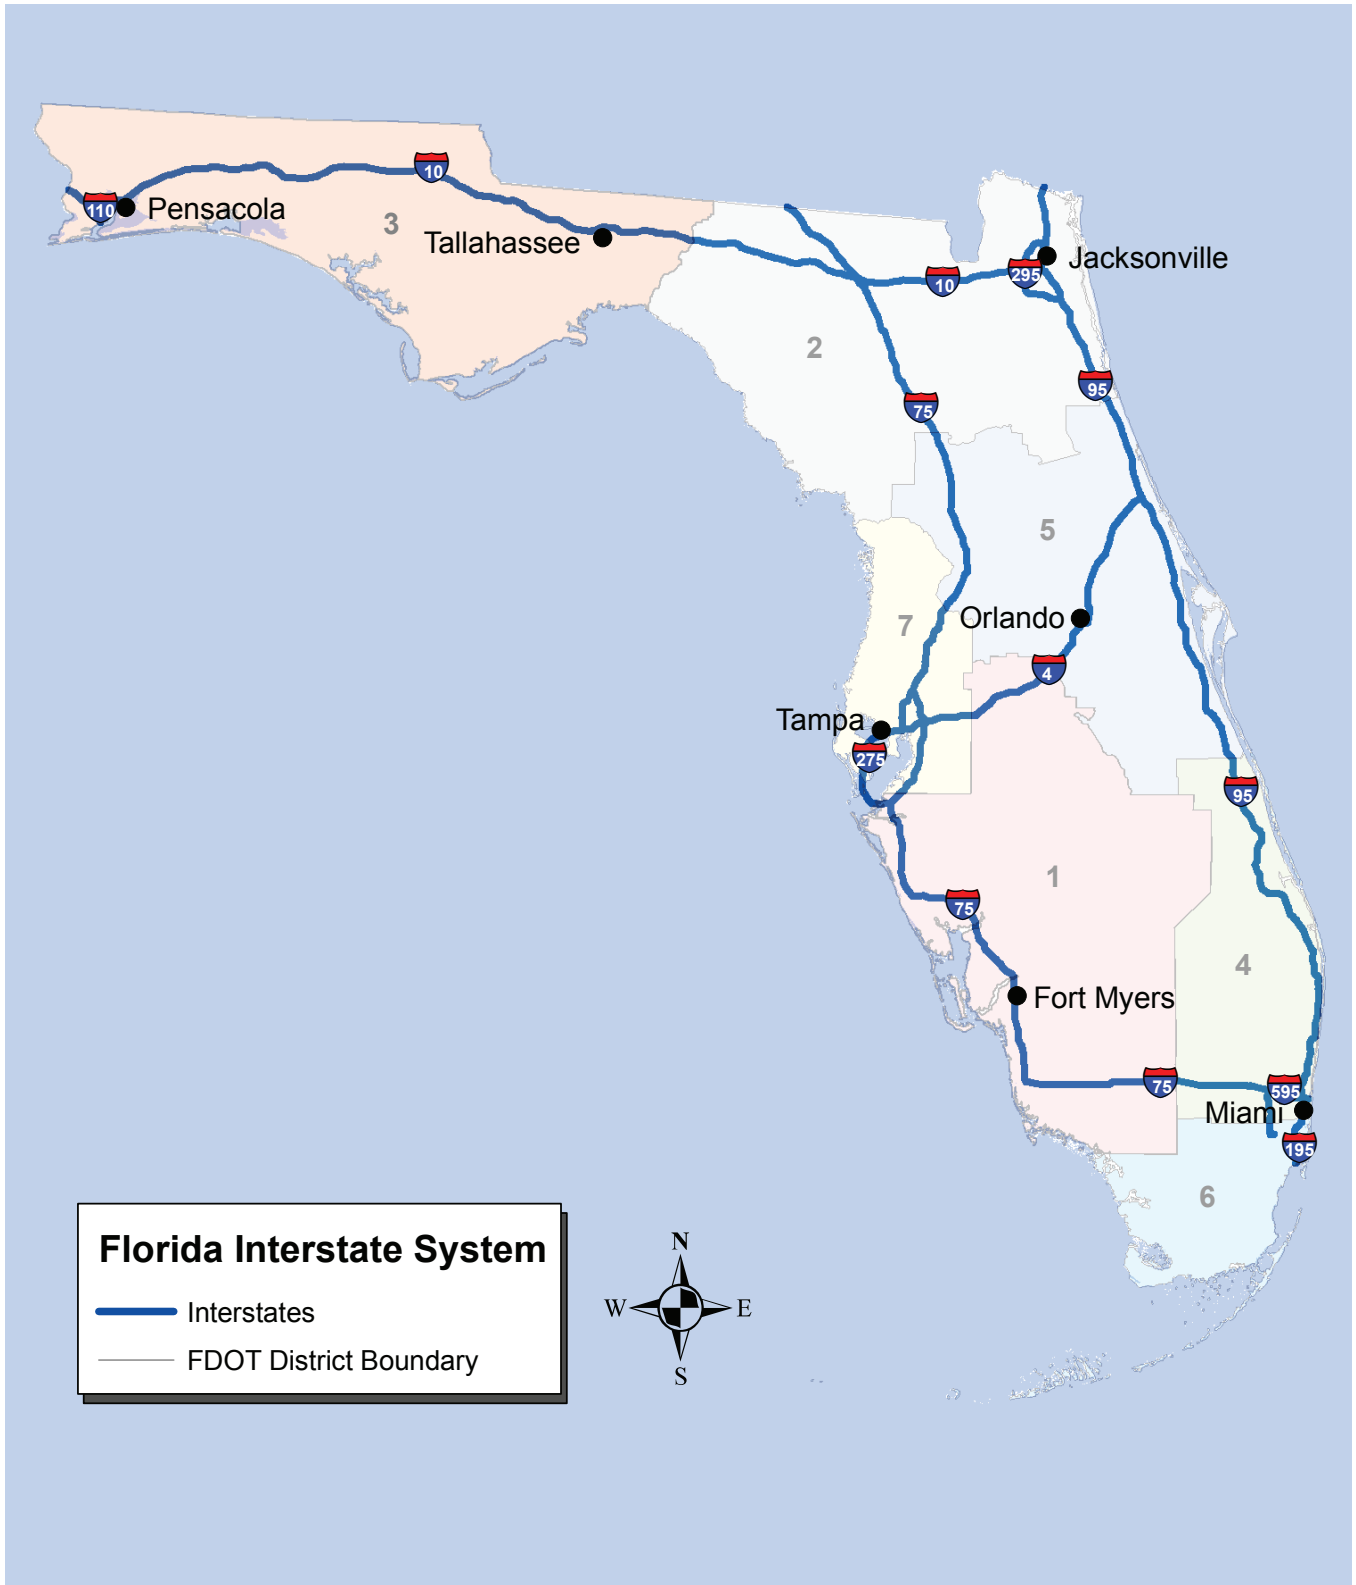 10
110
Pensacola
3
Tallahassee
Jacksonville
295
10
2
95
75
5
Orlando
7
4
Tampa
275
95
1
75
4
Fort Myers
75
595
Miami
195
6
Florida Interstate System
Interstates
FDOT District Boundary
N
W
E
S